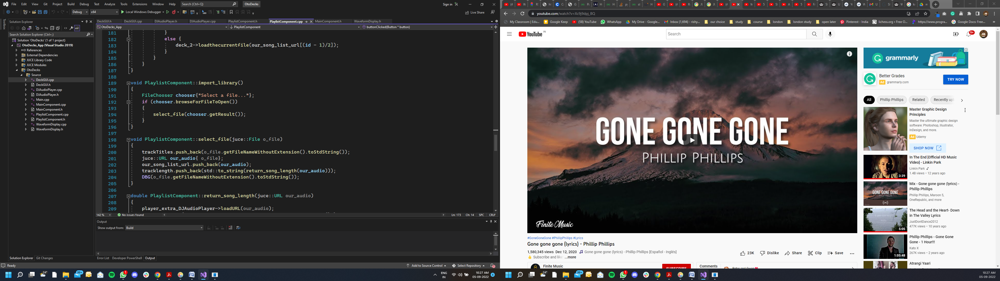 File Edit View Git Project Build Debug Test Analyze Tools Extensions Window Help Search (Ctrl+Q) OtoDecks Sign in
Debug x64 Local Windows Debugger Live Share
Toolbox
Solution Explorer
Search Solution Explorer (Ctrl+;)
Solution 'OtoDecks' (1 of 1 project)
OtoDecks_App (Visual Studio 2019)
References
External Dependencies
JUCE Library Code
JUCE Modules
OtoDecks
Source
DeckGUI.cpp
DeckGUI.h
DJAudioPlayer.cpp
DJAudioPlayer.h
Main.cpp
MainComponent.cpp
MainComponent.h
PlaylistComponent.cpp
PlaylistComponent.h
WaveformDisplay.cpp
WaveformDisplay.h
Solution Explorer Git Changes
DeckGUI.h DeckGUI.cpp DJAudioPlayer.h DJAudioPlayer.cpp PlaylistComponent.h PlaylistComponent.cpp MainComponent.h WaveformDisplay.h
OtoDecks_App PlaylistComponent buttonClicked(Button * button)
181 }
182 else {
183 deck_2->loadthecurrentfile(our_song_list_url[(id - 1)/2]);
184 }
185 }
186 }
187 }
188
189 void PlaylistComponent::import_library()
190 {
191 FileChooser chooser{"Select a file..."};
192 if (chooser.browseForFileToOpen())
193 {
194 select_file(chooser.getResult());
195 }
196 }
197
198 void PlaylistComponent::select_file(juce::File o_file)
199 {
200 trackTitles.push_back(o_file.getFileNameWithoutExtension().toStdString());
201 juce::URL our_audio{ o_file};
202 our_song_list_url.push_back(our_audio);
203 tracklength.push_back(std::to_string(return_song_length(our_audio)));
204 DBG(o_file.getFileNameWithoutExtension().toStdString());
205 }
206
207 double PlaylistComponent::return_song_length(juce::URL our_audio)
208 {
209 player_extra_DJAudioPlayer->loadURL(our_audio);
142 % No issues found Ln: 173 Ch: 14 SPC CRLF
Output
Show output from: Build
Error List Developer PowerShell Output
Ready Add to Source Control Select Repository 1
24° 99+ 1 ENG IN 10:27 AM 05-09-2022 4
youtube.com/watch?v=Xc9j9dpj_BQ
My Classroom | Edu... Google Keep (58) YouTube WhatsApp My Drive - Google... Inbox (1,694) - rishy... our choice study course london london study open later Pinterest - India lichess.org • Free O... https://www.progra... Google Docs: Free... »
YouTube IN Search 9+
GONE GONE GONE
PHILLIP PHILLIPS
Finite Music
#GoneGoneGone #PhillipPhillips #Lyrics
Gone gone gone (lyrics) - Phillip Phillips
1,580,345 views Dec 12, 2020 Gone gone gone (lyrics) - Phillip Phillips [Español - Inglés]
Subscribe and like ...more
23K Dislike Share Clip Save ...
Finite Music SUBSCRIBE
Comments
grammarly
Better Grades
Ad grammarly.com
TRY NOW
All Phillip Phillips Related Recently upl
Master Graphic Design Principles
Master the ultimate graphic design software: Photoshop, Illustrator, InDesign, and more.
Ad Udemy
SHOP NOW
In The End [Official HD Music Video] - Linkin Park
Linkin Park
1.4B views • 12 years ago
3:39
Mix - Gone gone gone (lyrics) - Phillip Phillips
Phillip Phillips, Maroon 5, OneRepublic, and more
GONE GONE GONE
The Head and the Heart- Down in The Valley Lyrics
JustDontDance2012
477K views • 10 years ago
5:05
Phillip Phillips - Gone Gone Gone - 1 Hour!!!
Kato X
267K views • 2 years ago
1:05:48
Atrangi Yaari
24° 99+ 1 10:27 AM 05-09-2022